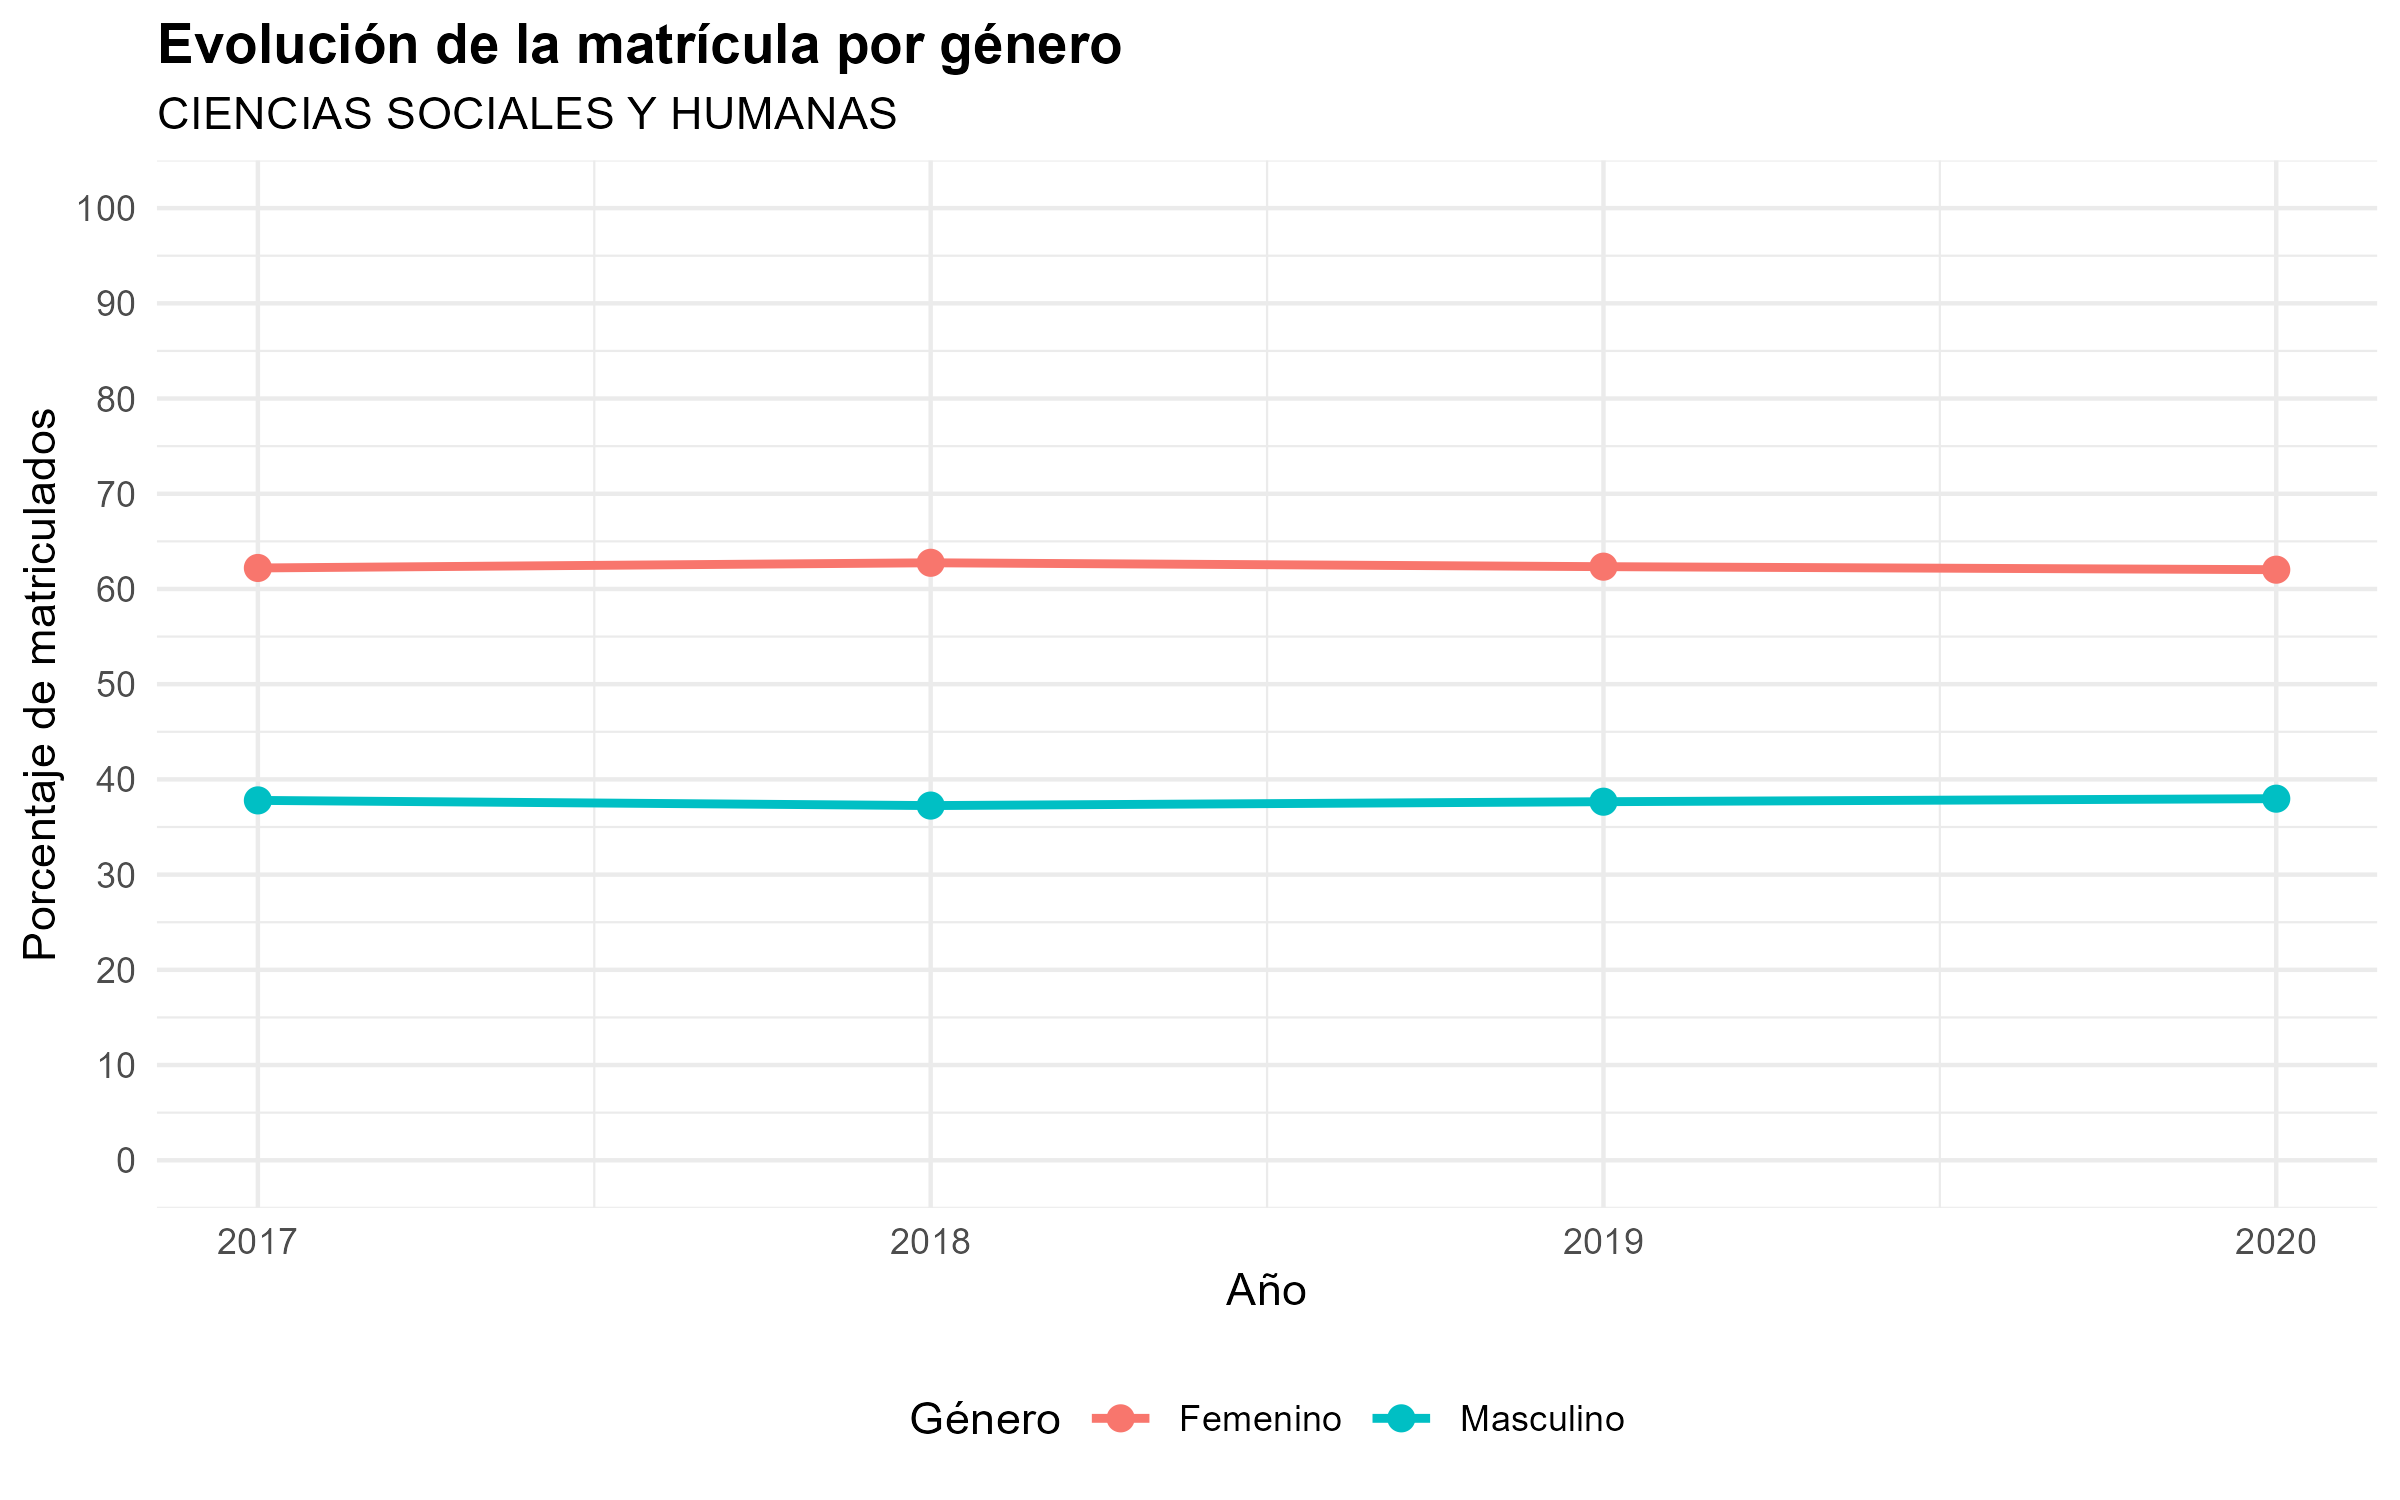 Evolución de la matrícula por género
CIENCIAS SOCIALES Y HUMANAS
Porcentaje de matriculados
100
90
80
70
60
50
40
30
20
10
0
2017 2018 2019 2020
Año
Género Femenino Masculino